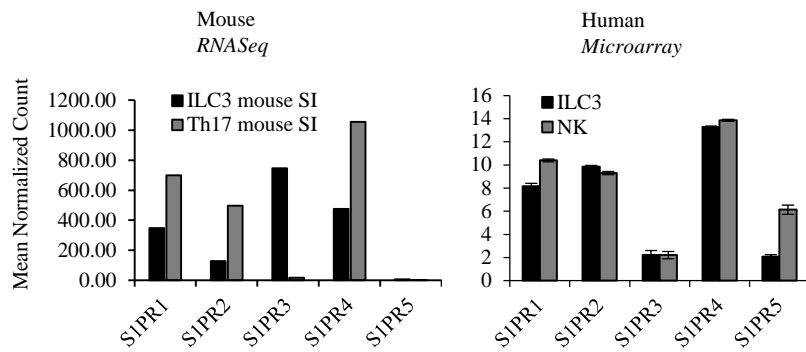 Mouse
RNASeq
Mean Normalized Count
1200.00
1000.00
800.00
600.00
400.00
200.00
0.00
ILC3 mouse SI
Th17 mouse SI
S1PR1
S1PR2
S1PR3
S1PR4
S1PR5
Human
Microarray
16
14
12
10
8
6
4
2
0
ILC3
NK
S1PR1
S1PR2
S1PR3
S1PR4
S1PR5